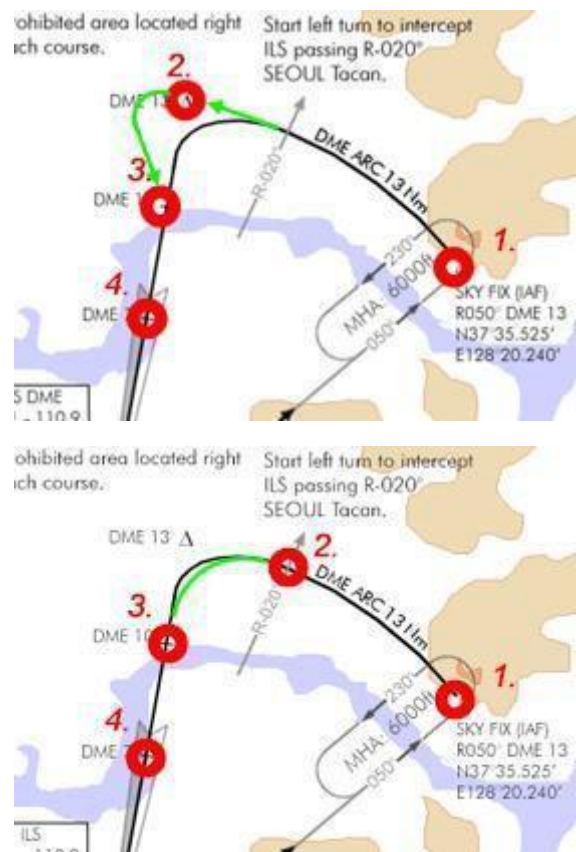 ohibited area located right
ch course.
Start left turn to intercept
ILS passing R-020°
SEOUL Tacan.
2.
DME 13
DME ARC 13 Nm
R-020°
3.
DME 1
1.
230°
MHA: 6000ft
050°
4.
DME
SKY FIX (IAF)
R050° DME 13
N37 35.525'
E128 20.240'
S DME
110.9
ohibited area located right
ch course.
Start left turn to intercept
ILS passing R-020°
SEOUL Tacan.
DME 13 Δ
2.
DME ARC 13 Nm
R-020°
3.
DME 10
1.
230°
MHA: 6000ft
050°
4.
DME
SKY FIX (IAF)
R050° DME 13
N37 35.525'
E128 20.240'
ILS